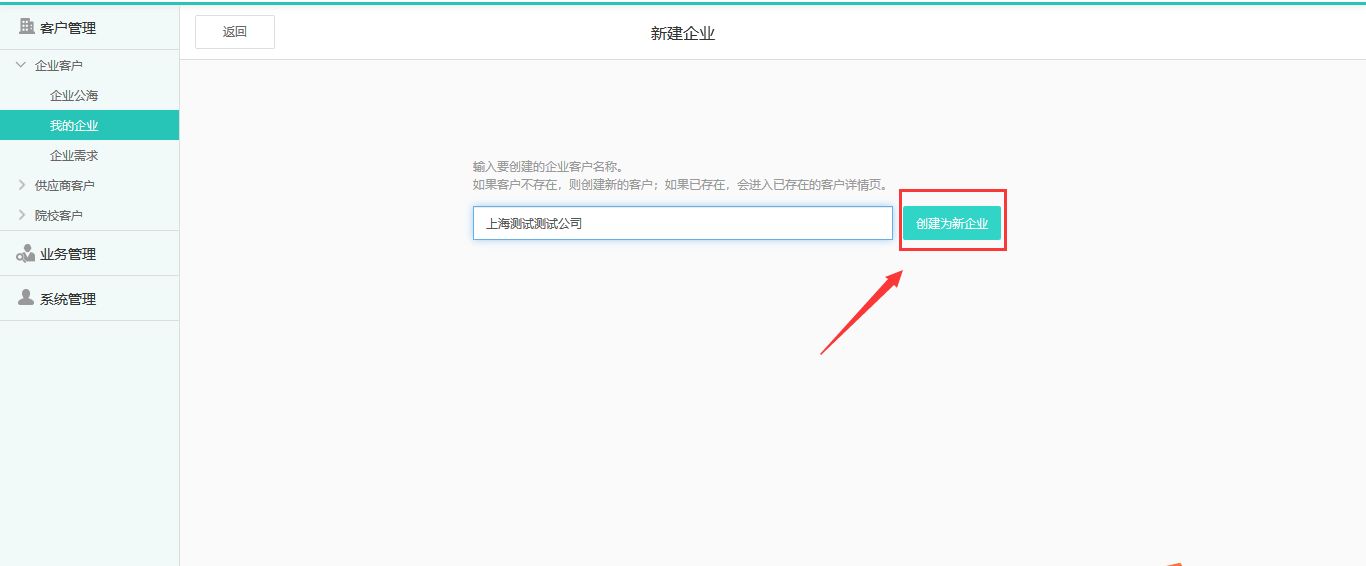 客户管理
企业客户
企业公海
我的企业
企业需求
供应商客户
院校客户
业务管理
系统管理
返回
新建企业
输入要创建的企业客户名称。
如果客户不存在，则创建新的客户；如果已存在，会进入已存在的客户详情页。
上海测试测试公司
创建为新企业